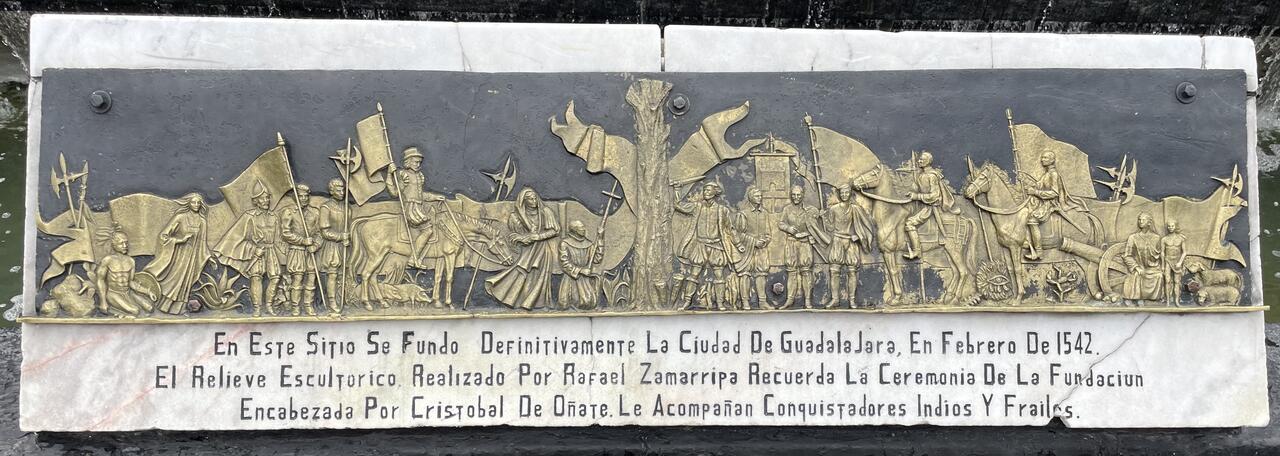 En Este Sitio Se Fundo Definitivamente La Ciudad De Guadalajara, En Febrero De 1542.
El Relieve Escultorico, Realizado Por Rafael Zamarripa Recuerda La Ceremonia De La Fundaciun
Encabezada Por Cristobal De Oñate. Le Acompañan Conquistadores Indios Y Frailes.